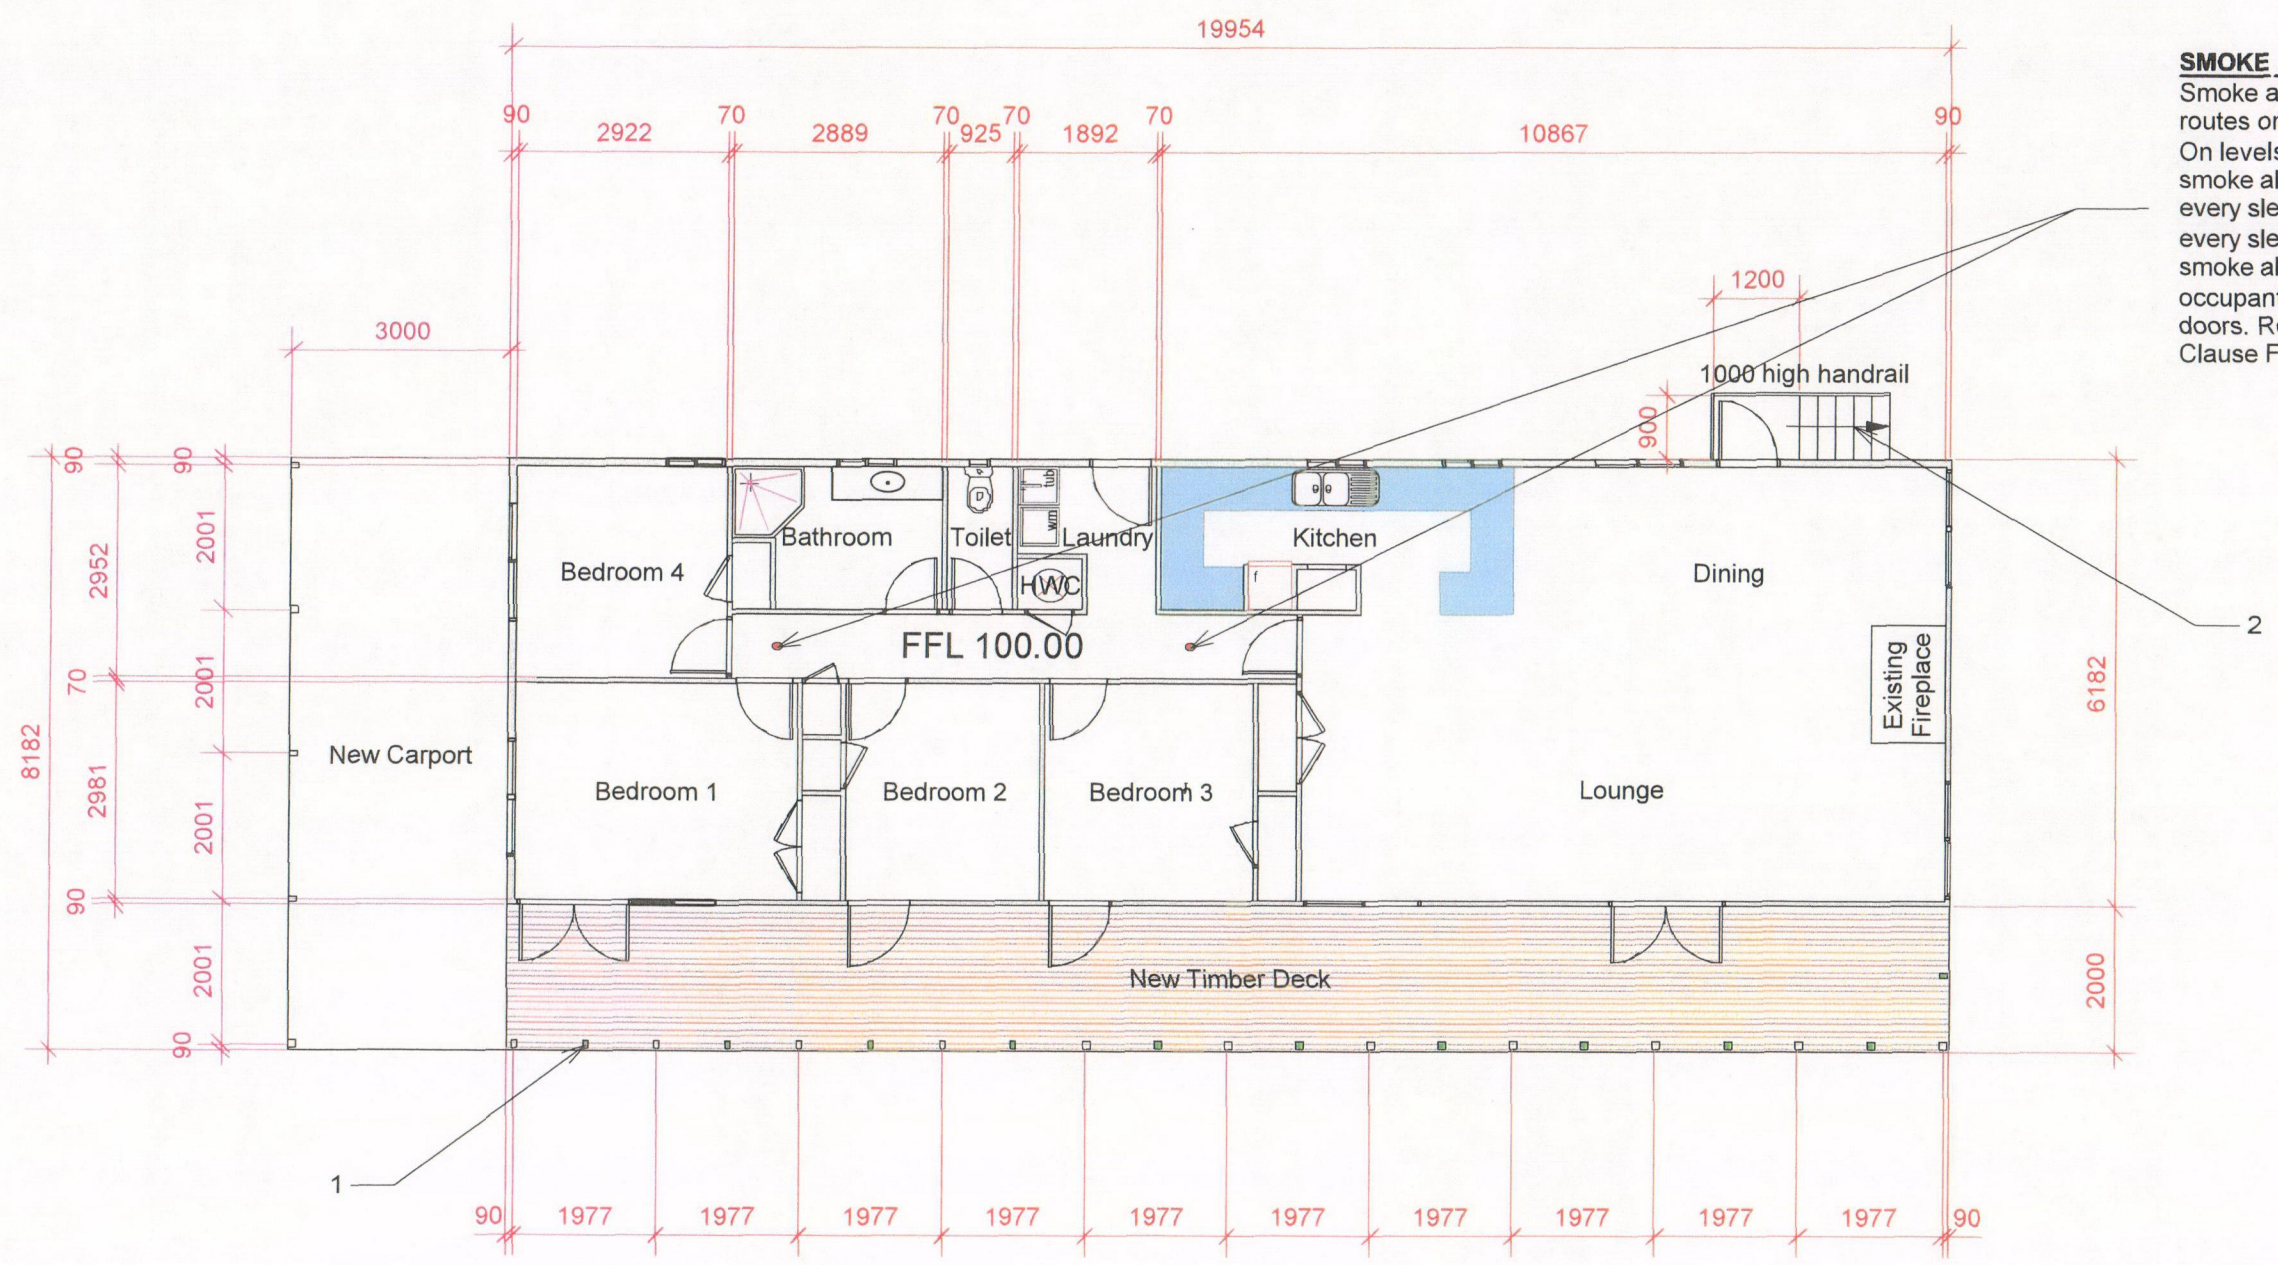 19954
90
70
70
70
70
90
2922
2889
925
1892
10867
SMOKE
Smoke a
routes or
On levels
smoke al
every sle
every sle
smoke al
occupant
doors. R
Clause F
1200
3000
1000 high handrail
900
90
90
2001
2952
tub
wm
Bathroom
Toilet
Laundry
Kitchen
Bedroom 4
Dining
f
HWC
2
FFL 100.00
70
2001
Existing
Fireplace
6182
8182
New Carport
2981
2001
Bedroom 1
Bedroom 2
Bedroom 3
Lounge
90
2001
New Timber Deck
2000
90
1
90
1977
1977
1977
1977
1977
1977
1977
1977
1977
1977
90